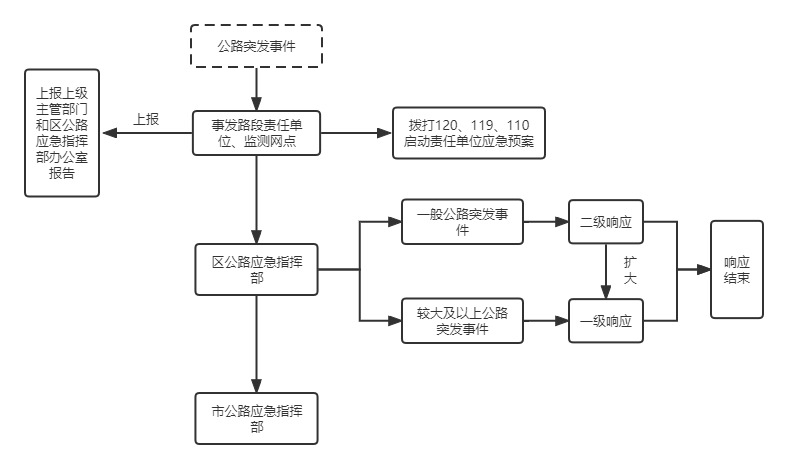 公路突发事件
上报上级
主管部门
和区公路
应急指挥
部办公室
报告
上报
事发路段责任单
位、监测网点
拨打120、119、110
启动责任单位应急预案
区公路应急指挥
部
一般公路突发事
件
二级响应
扩
大
响应
结束
较大及以上公路
突发事件
一级响应
市公路应急指挥
部